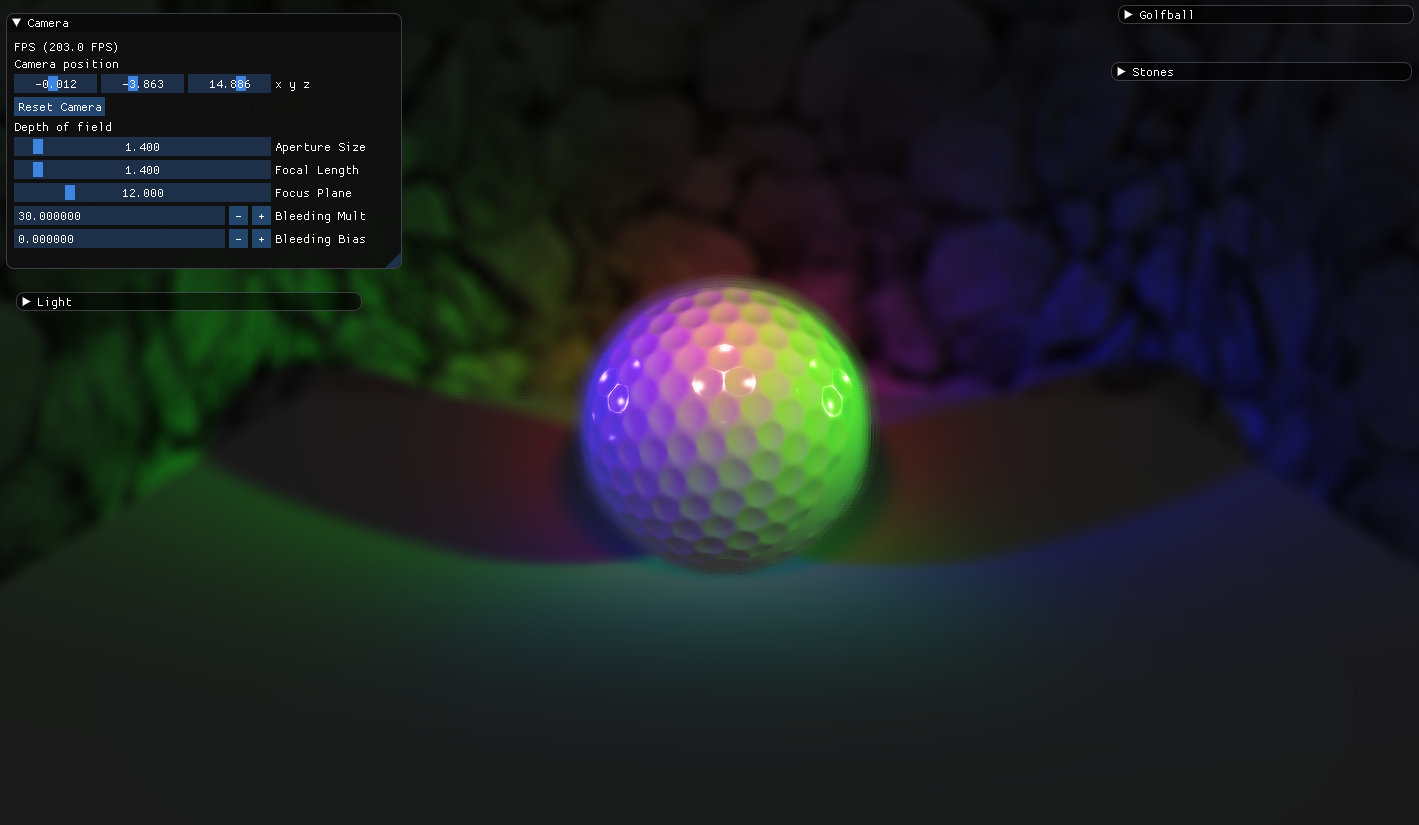 Camera
FPS (203.0 FPS)
Camera position
-0.012 -3.863 14.886 x y z
Reset Camera
Depth of field
1.400 Aperture Size
1.400 Focal Length
12.000 Focus Plane
30.000000 - + Bleeding Mult
0.000000 - + Bleeding Bias
Light
Golfball
Stones